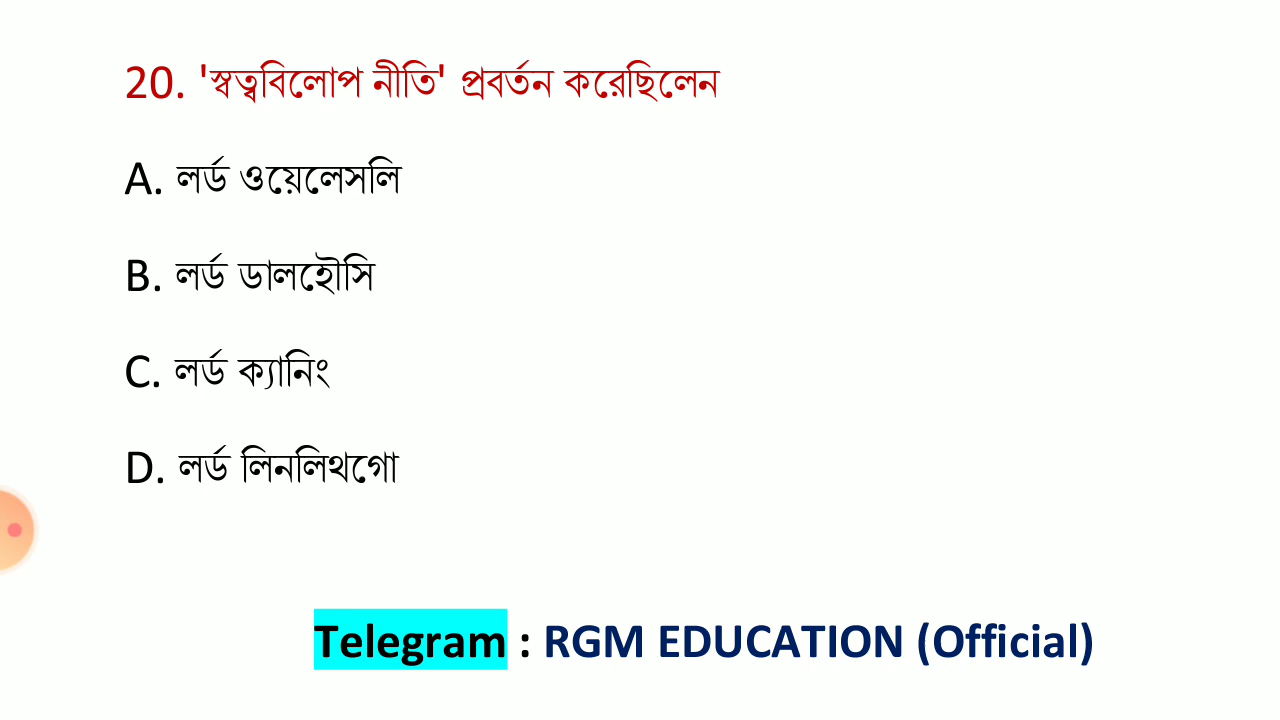 20. 'স্বত্ববিলোপ নীতি' প্রবর্তন করেছিলেন
A. লর্ড ওয়েলেসলি
B. লর্ড ডালহৌসি
C. লর্ড ক্যানিং
D. লর্ড লিনলিথগো
Telegram : RGM EDUCATION (Official)